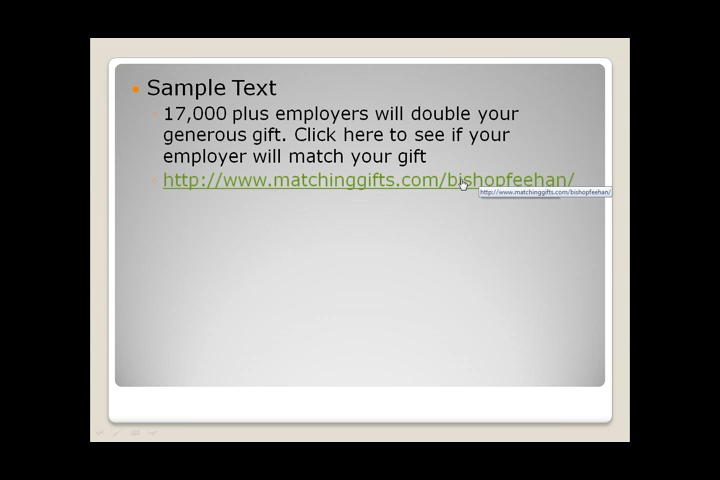 Sample Text
17,000 plus employers will double your
generous gift. Click here to see if your
employer will match your gift
http://www.matchinggifts.com/bishopfeehan/
http://www.matchinggifts.com/bishopfeehan/